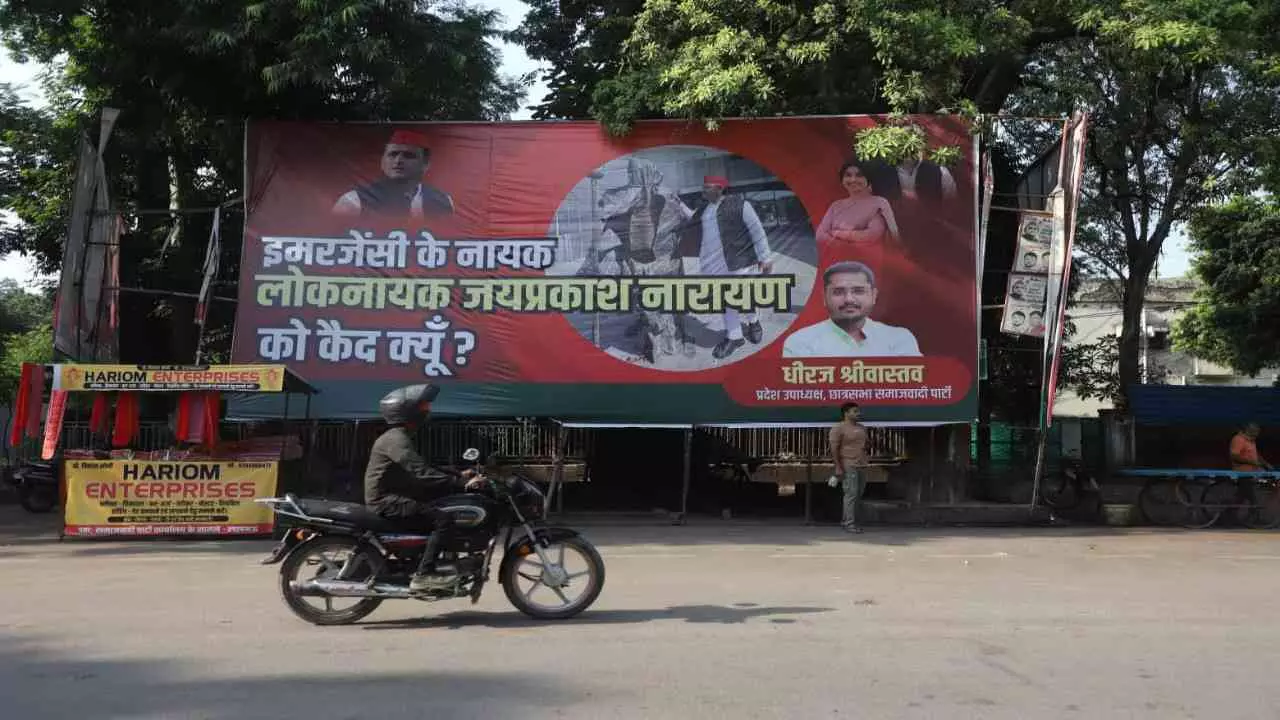 इमरजेंसी के नायक
लोकनायक जयप्रकाश नारायण
को कैद क्यूँ ?
धीरज श्रीवास्तव
प्रदेश उपाध्यक्ष, छात्रसभा समाजवादी पार्टी
HARIOM ENTERPRISES
HARIOM
ENTERPRISES